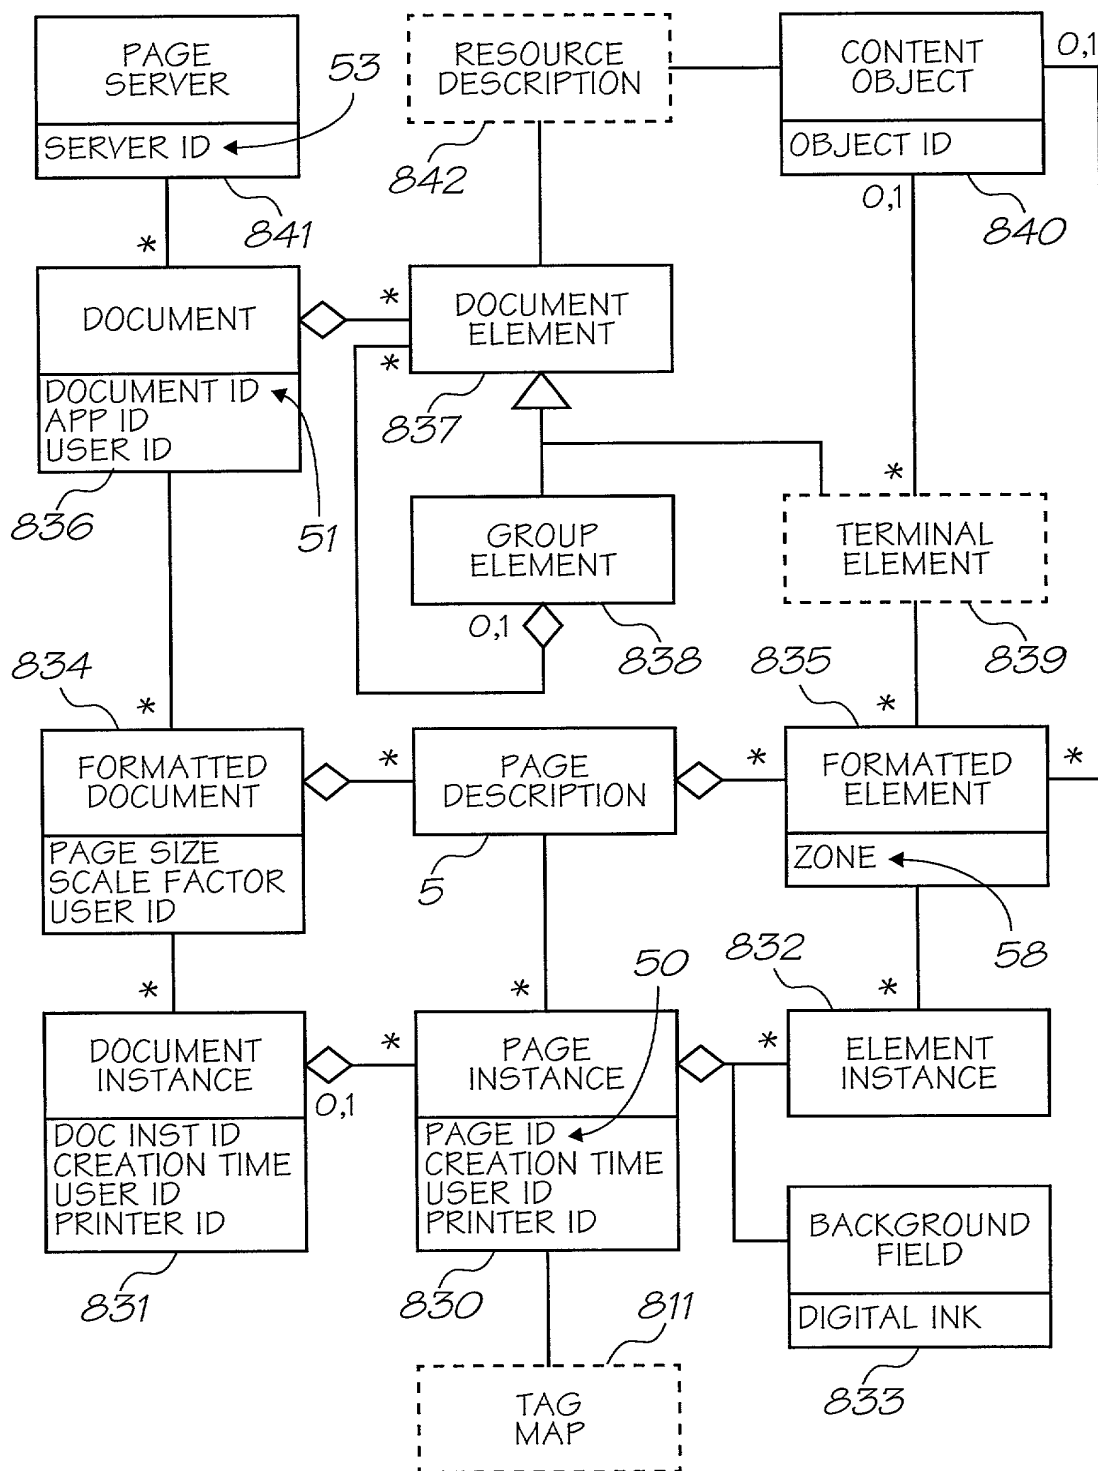 PAGE
SERVER
53
SERVER ID
841
*
RESOURCE
DESCRIPTION
842
CONTENT
OBJECT
0,1
OBJECT ID
0,1
840
DOCUMENT
*
DOCUMENT ID
APP ID
USER ID
836
51
DOCUMENT
ELEMENT
*
837
GROUP
ELEMENT
0,1
838
*
TERMINAL
ELEMENT
839
834
*
FORMATTED
DOCUMENT
*
PAGE SIZE
SCALE FACTOR
USER ID
PAGE
DESCRIPTION
*
5
835
*
FORMATTED
ELEMENT
*
ZONE
58
*
DOCUMENT
INSTANCE
*
0,1
DOC INST ID
CREATION TIME
USER ID
PRINTER ID
831
*
50
PAGE
INSTANCE
*
PAGE ID
CREATION TIME
USER ID
PRINTER ID
830
832
*
ELEMENT
INSTANCE
BACKGROUND
FIELD
DIGITAL INK
833
811
TAG
MAP